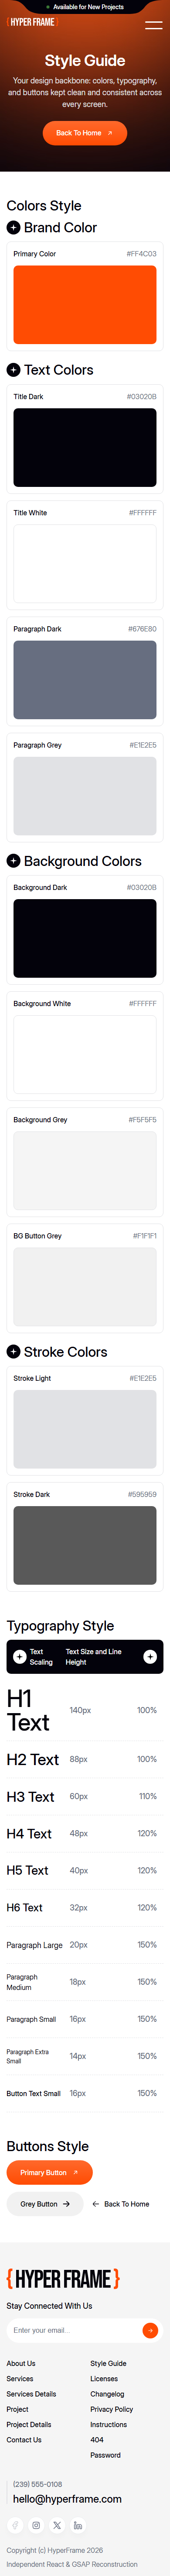 Available for New Projects
{ HYPER FRAME }
Style Guide
Your design backbone: colors, typography,
and buttons kept clean and consistent across
every screen.
Back To Home
Colors Style
Brand Color
Primary Color #FF4C03
Text Colors
Title Dark #03020B
Title White #FFFFFF
Paragraph Dark #676E80
Paragraph Grey #E1E2E5
Background Colors
Background Dark #03020B
Background White #FFFFFF
Background Grey #F5F5F5
BG Button Grey #F1F1F1
Stroke Colors
Stroke Light #E1E2E5
Stroke Dark #595959
Typography Style
Text Scaling Text Size and Line Height
H1 Text 140px 100%
H2 Text 88px 100%
H3 Text 60px 110%
H4 Text 48px 120%
H5 Text 40px 120%
H6 Text 32px 120%
Paragraph Large 20px 150%
Paragraph Medium 18px 150%
Paragraph Small 16px 150%
Paragraph Extra Small 14px 150%
Button Text Small 16px 150%
Buttons Style
Primary Button
Grey Button Back To Home
{ HYPER FRAME }
Stay Connected With Us
Enter your email...
About Us Style Guide
Services Licenses
Services Details Changelog
Project Privacy Policy
Project Details Instructions
Contact Us 404
Password
(239) 555-0108
hello@hyperframe.com
Copyright (c) HyperFrame 2026
Independent React & GSAP Reconstruction